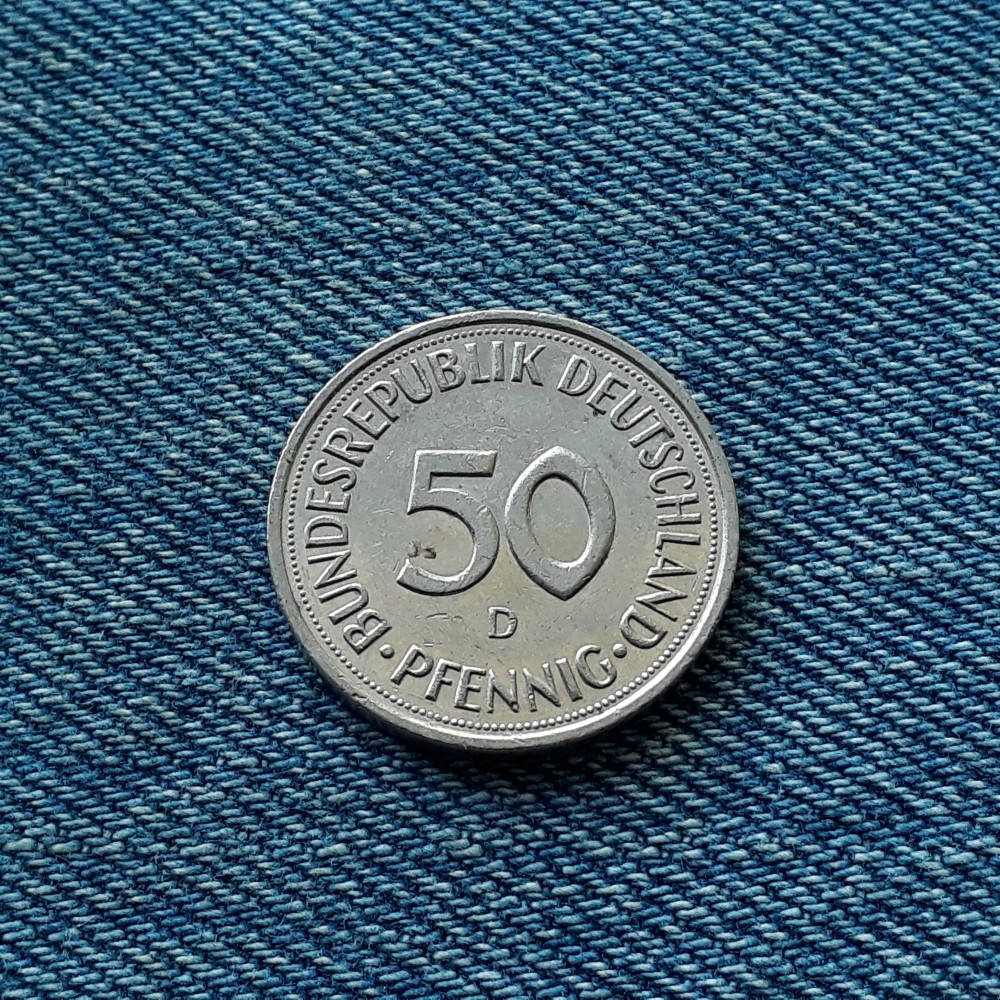 BUNDESREPUBLIK DEUTSCHLAND
50
D
· PFENNIG ·